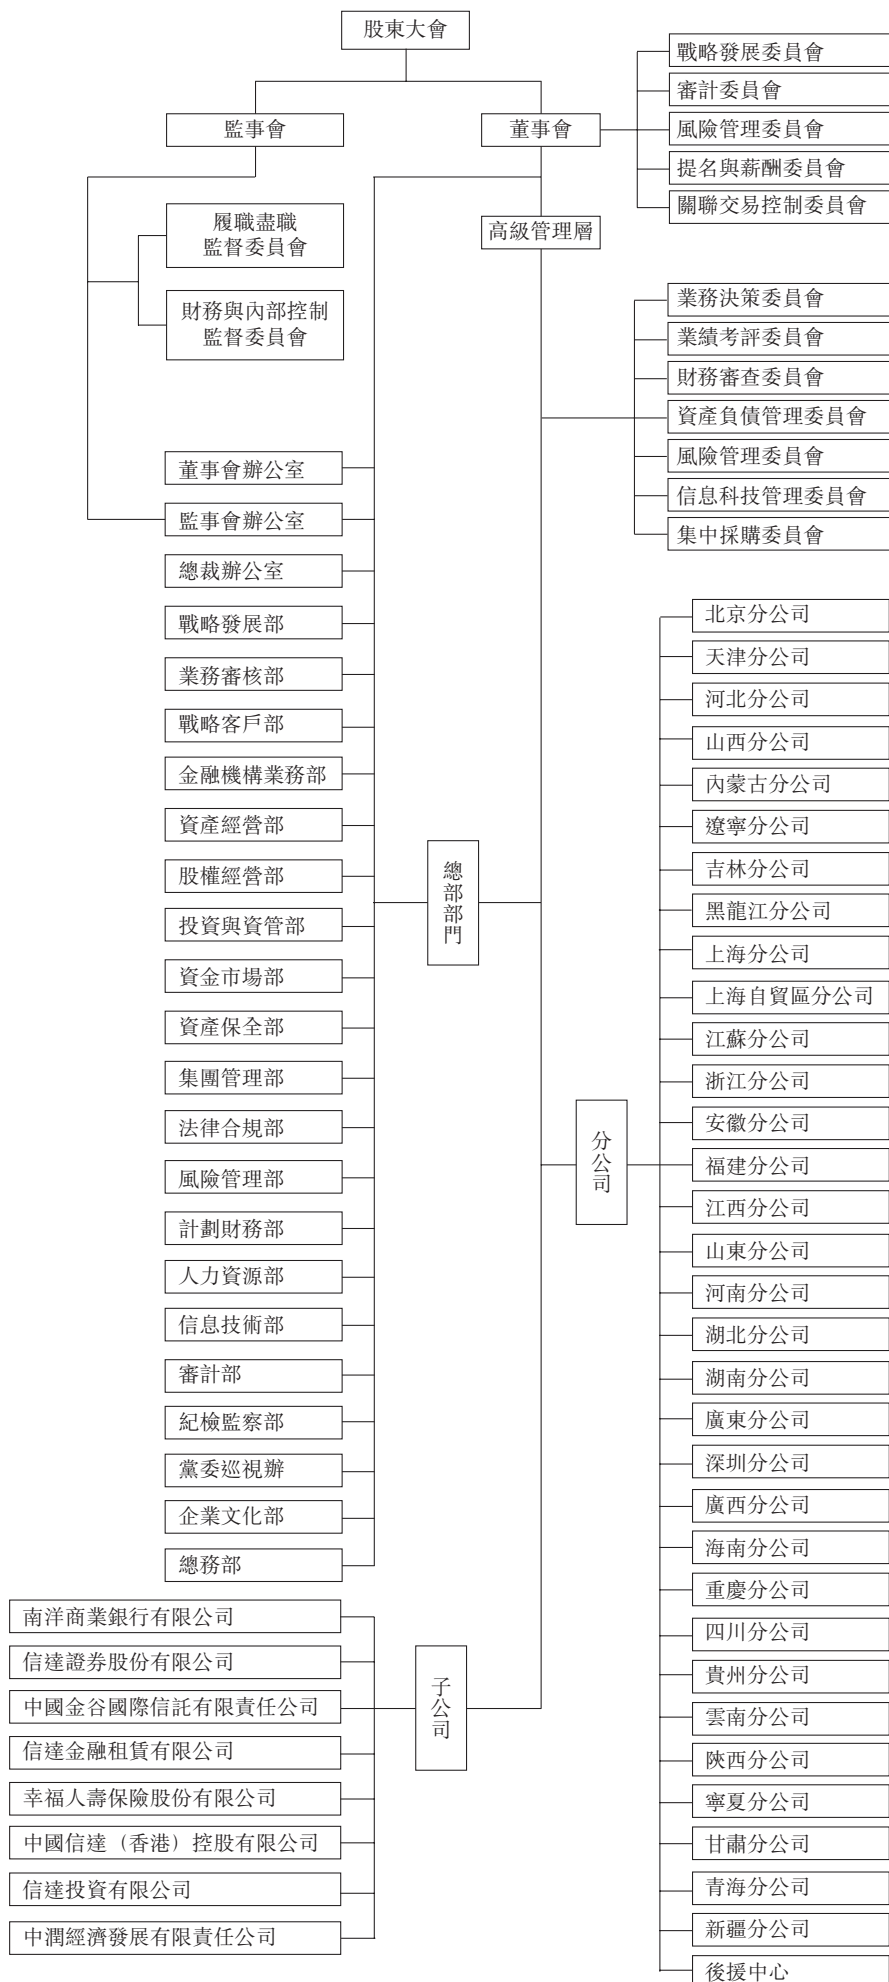 股東大會
監事會
董事會
戰略發展委員會
審計委員會
風險管理委員會
提名與薪酬委員會
關聯交易控制委員會
高級管理層
履職盡職
監督委員會
財務與內部控制
監督委員會
業務決策委員會
業績考評委員會
財務審查委員會
資產負債管理委員會
風險管理委員會
信息科技管理委員會
集中採購委員會
總部部門
董事會辦公室
監事會辦公室
總裁辦公室
戰略發展部
業務審核部
戰略客戶部
金融機構業務部
資產經營部
股權經營部
投資與資管部
資金市場部
資產保全部
集團管理部
法律合規部
風險管理部
計劃財務部
人力資源部
信息技術部
審計部
紀檢監察部
黨委巡視辦
企業文化部
總務部
分公司
北京分公司
天津分公司
河北分公司
山西分公司
內蒙古分公司
遼寧分公司
吉林分公司
黑龍江分公司
上海分公司
上海自貿區分公司
江蘇分公司
浙江分公司
安徽分公司
福建分公司
江西分公司
山東分公司
河南分公司
湖北分公司
湖南分公司
廣東分公司
深圳分公司
廣西分公司
海南分公司
重慶分公司
四川分公司
貴州分公司
雲南分公司
陝西分公司
寧夏分公司
甘肅分公司
青海分公司
新疆分公司
後援中心
子公司
南洋商業銀行有限公司
信達證券股份有限公司
中國金谷國際信託有限責任公司
信達金融租賃有限公司
幸福人壽保險股份有限公司
中國信達（香港）控股有限公司
信達投資有限公司
中潤經濟發展有限責任公司